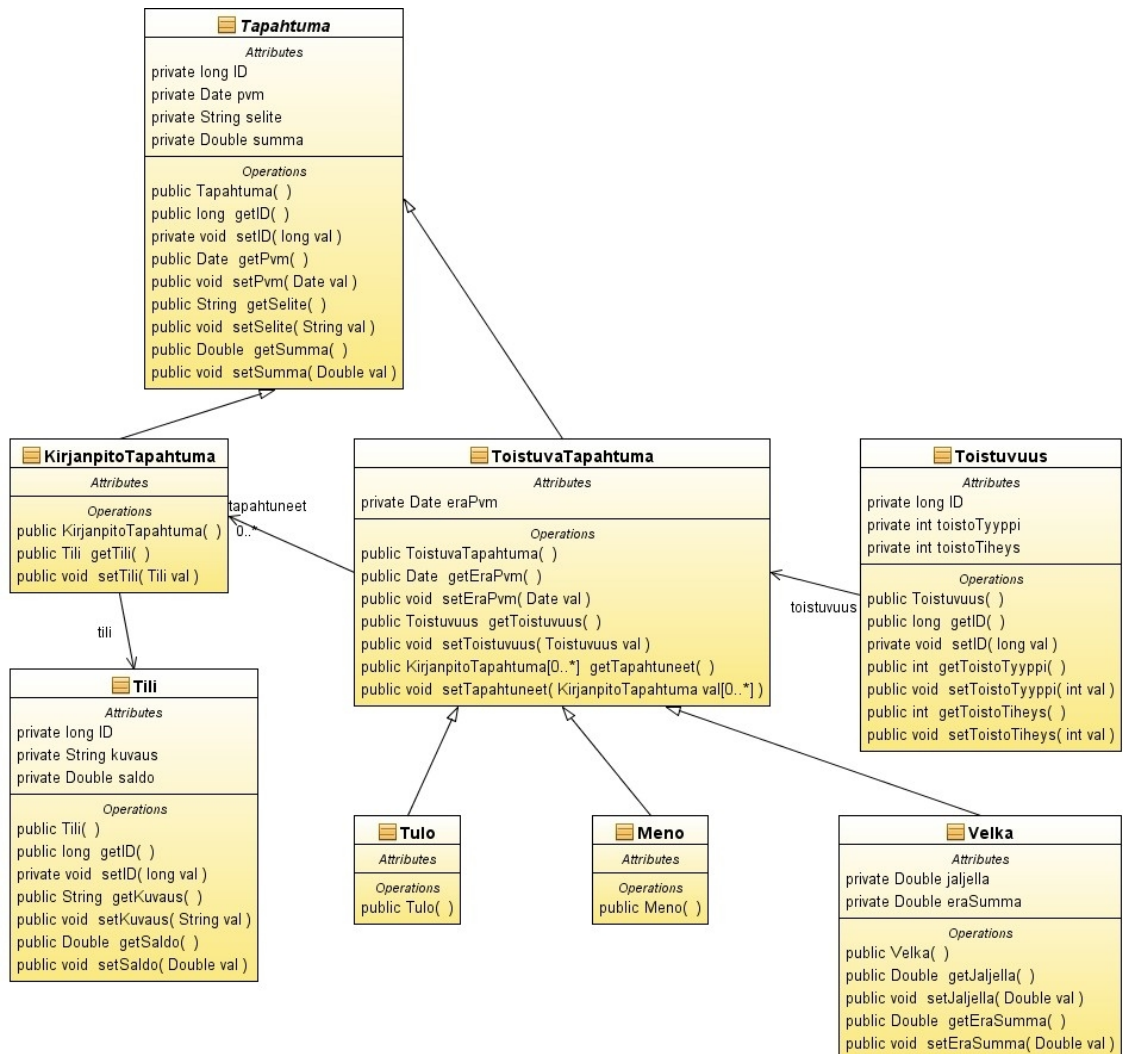 Tapahtuma
Attributes
private long ID
private Date pvm
private String selite
private Double summa
Operations
public Tapahtuma( )
public long getID( )
private void setID( long val )
public Date getPvm( )
public void setPvm( Date val )
public String getSelite( )
public void setSelite( String val )
public Double getSumma( )
public void setSumma( Double val )
KirjanpitoTapahtuma
Attributes
Operations
public KirjanpitoTapahtuma( )
public Tili getTili( )
public void setTili( Tili val )
tapahtuneet
0..*
ToistuvaTapahtuma
Attributes
private Date eraPvm
Operations
public ToistuvaTapahtuma( )
public Date getEraPvm( )
public void setEraPvm( Date val )
public Toistuvuus getToistuvuus( )
public void setToistuvuus( Toistuvuus val )
public KirjanpitoTapahtuma[0..*] getTapahtuneet( )
public void setTapahtuneet( KirjanpitoTapahtuma val[0..*] )
toistuvuus
Toistuvuus
Attributes
private long ID
private int toistoTyyppi
private int toistoTiheys
Operations
public Toistuvuus( )
public long getID( )
private void setID( long val )
public int getToistoTyyppi( )
public void setToistoTyyppi( int val )
public int getToistoTiheys( )
public void setToistoTiheys( int val )
tili
Tili
Attributes
private long ID
private String kuvaus
private Double saldo
Operations
public Tili( )
public long getID( )
private void setID( long val )
public String getKuvaus( )
public void setKuvaus( String val )
public Double getSaldo( )
public void setSaldo( Double val )
Tulo
Attributes
Operations
public Tulo( )
Meno
Attributes
Operations
public Meno( )
Velka
Attributes
private Double jaljella
private Double eraSumma
Operations
public Velka( )
public Double getJaljella( )
public void setJaljella( Double val )
public Double getEraSumma( )
public void setEraSumma( Double val )